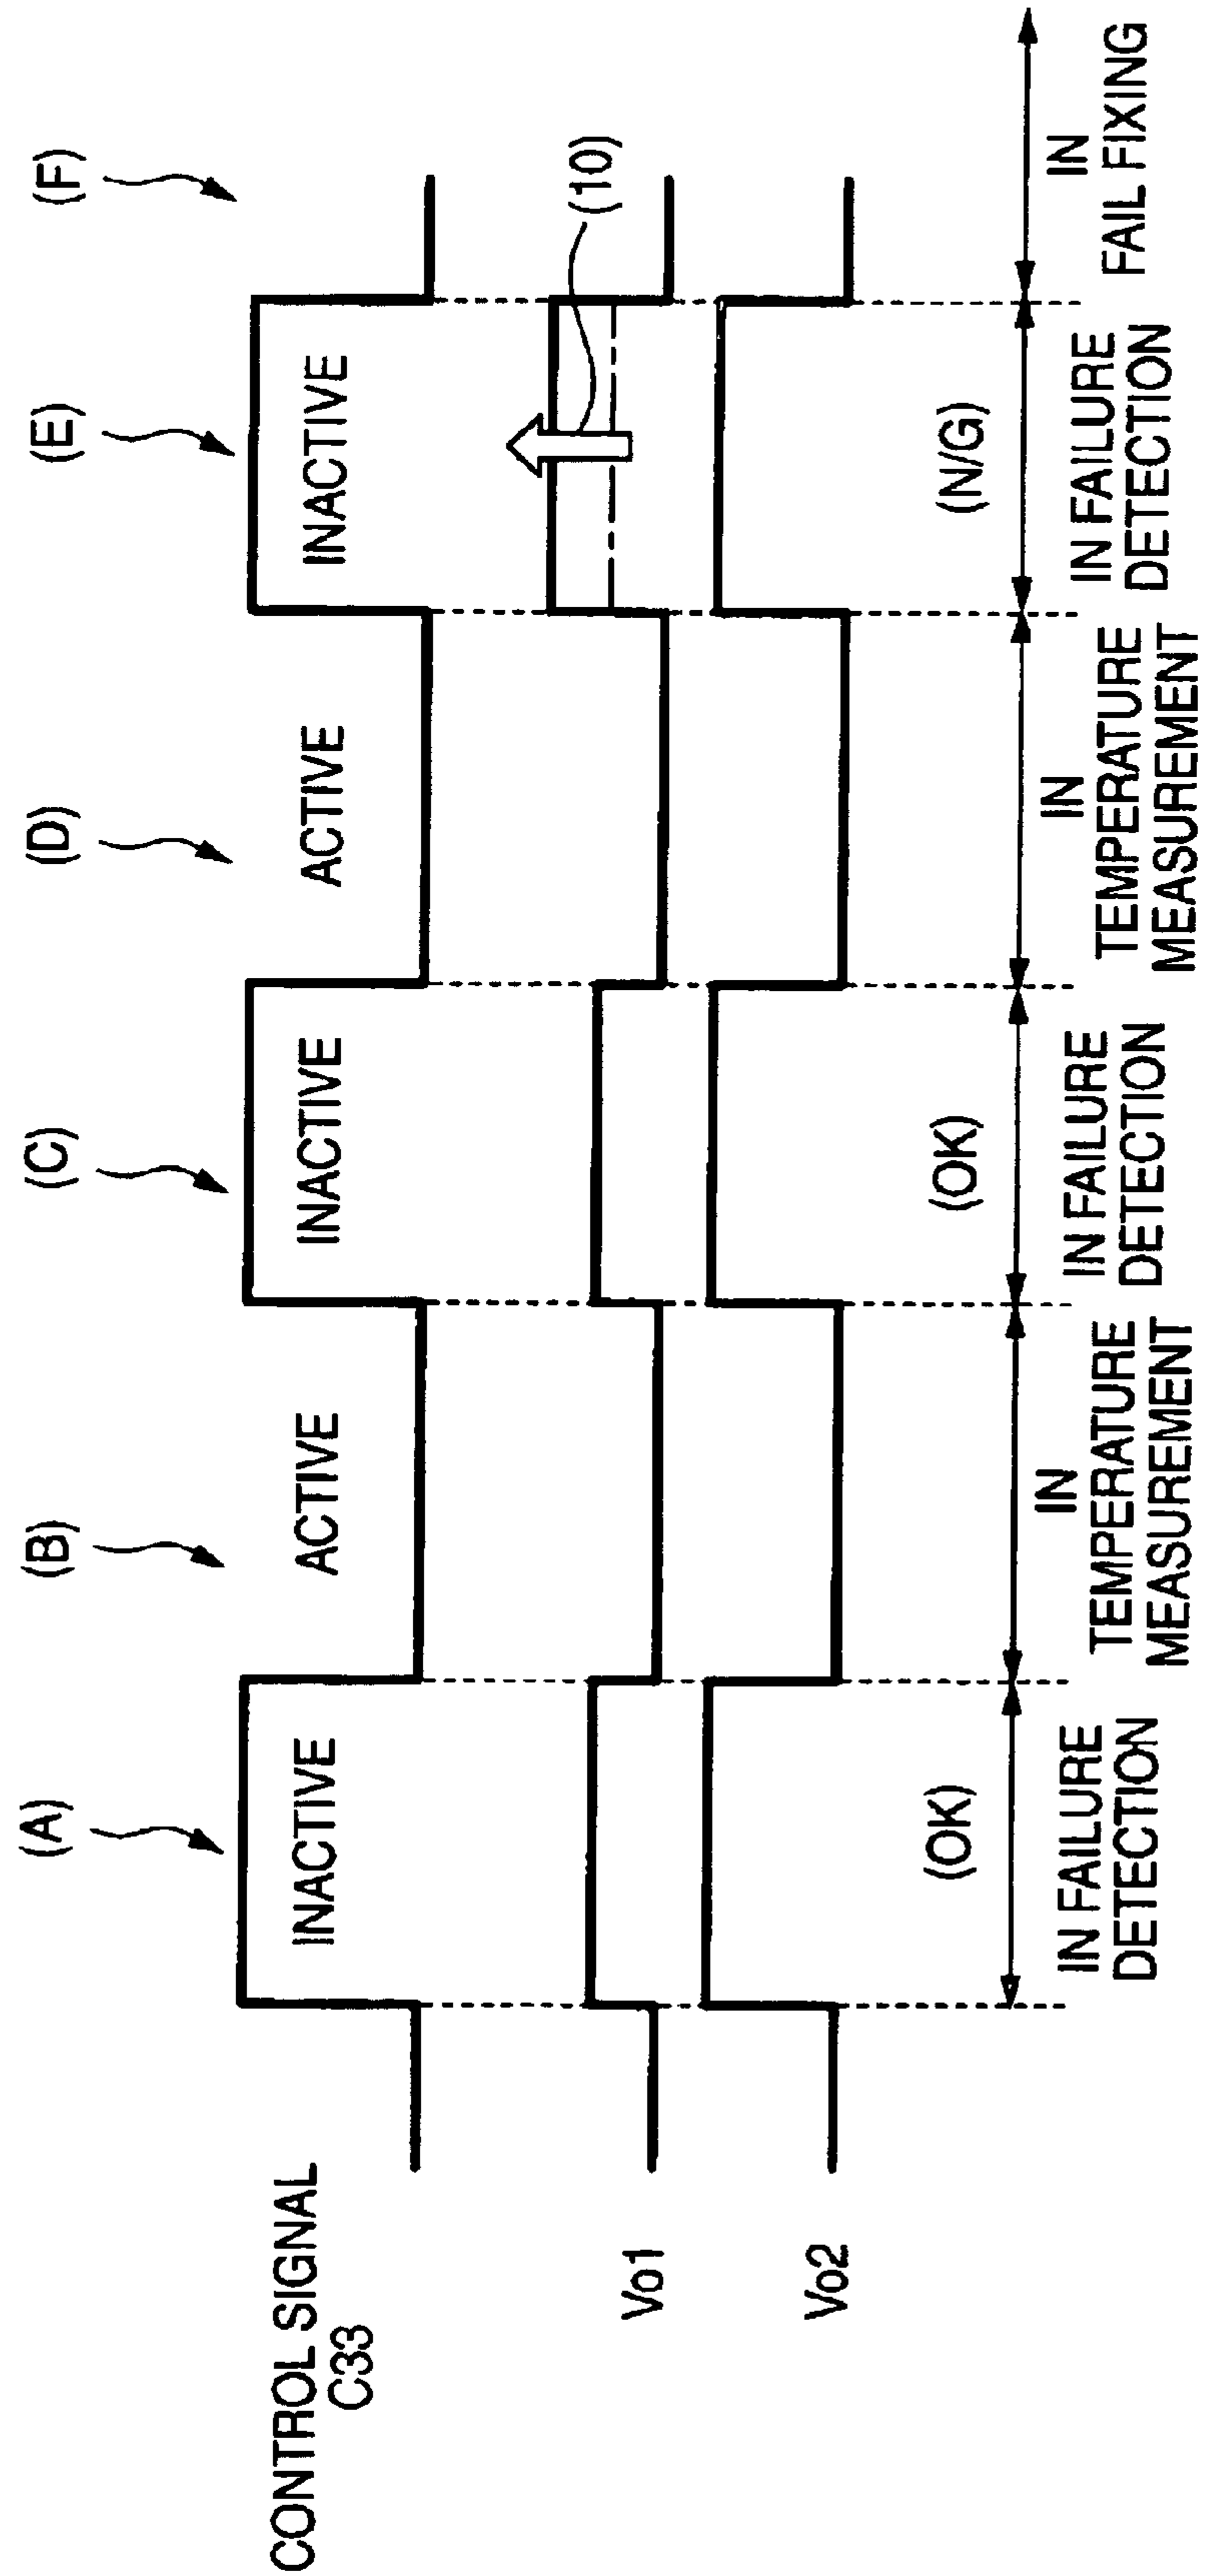 (A)
(B)
(C)
(D)
(E)
(F)
CONTROL SIGNAL
C33
INACTIVE
ACTIVE
INACTIVE
ACTIVE
INACTIVE
Vo1
(10)
Vo2
(OK)
(OK)
(N/G)
IN FAILURE
DETECTION
IN
TEMPERATURE
MEASUREMENT
IN FAILURE
DETECTION
IN
TEMPERATURE
MEASUREMENT
IN FAILURE
DETECTION
IN
FAIL FIXING